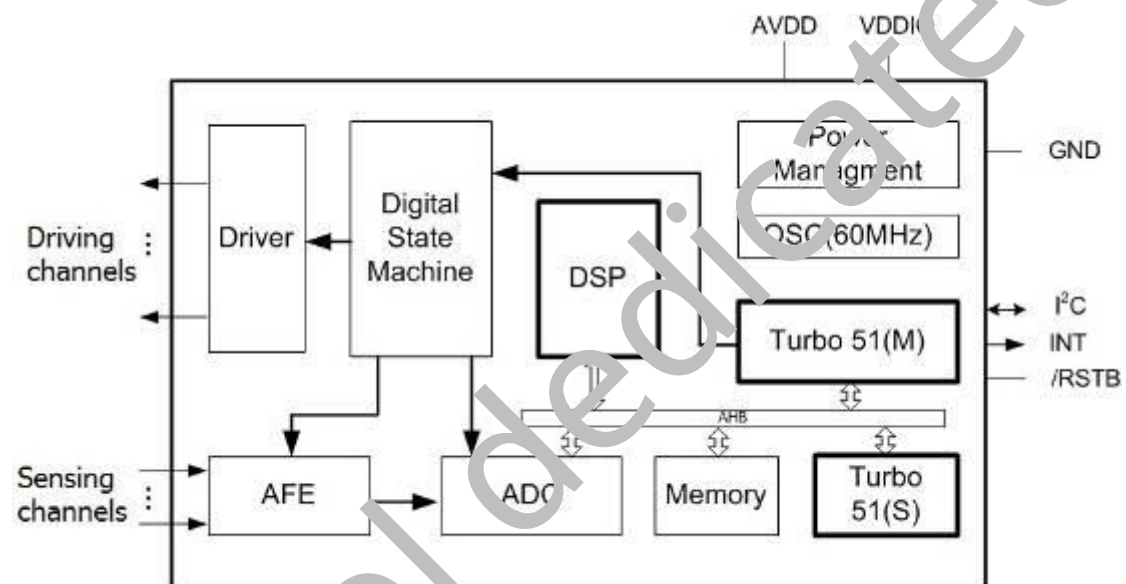 AVDD
VDDIO
Power
Managment
GND
Digital
State
Machine
Driver
Driving
channels
DSP
OSC(60MHz)
I²C
Turbo 51(M)
INT
/RSTB
AHB
Sensing
channels
AFE
ADC
Memory
Turbo
51(S)
dedicated